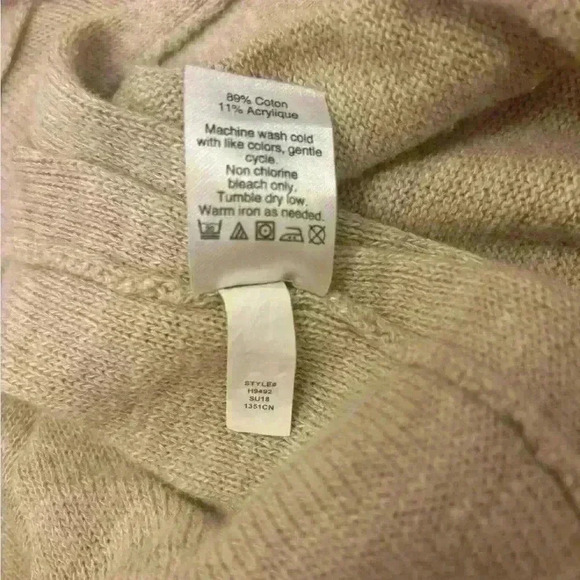 89% Coton
11% Acrylique
Machine wash cold
with like colors, gentle
cycle.
Non chlorine
bleach only.
Tumble dry low.
Warm iron as needed.
STYLE#
H9492
SU18
1351CN